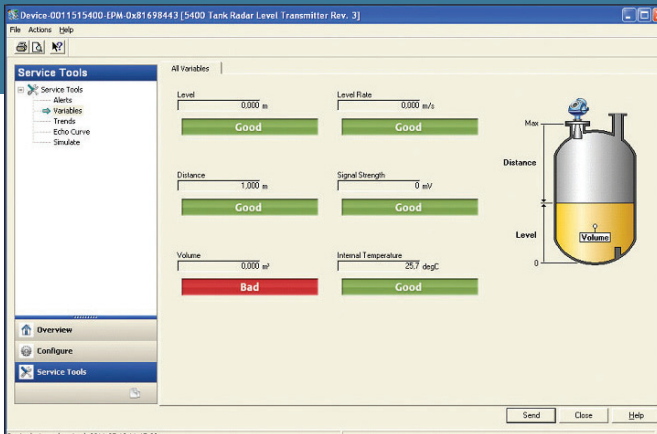 Device-0011515400-EPM-0x81698443 [5400 Tank Radar Level Transmitter Rev. 3]
File Actions Help
Service Tools
Service Tools
Alerts
Variables
Trends
Echo Curve
Simulate
Overview
Configure
Service Tools
All Variables
Level
0,000 m
Good
Level Rate
0,000 m/s
Good
Distance
1,000 m
Good
Signal Strength
0 mV
Good
Volume
0,000 m³
Bad
Internal Temperature
25,7 degC
Good
Max
Distance
Level
Volume
0
Send Close Help